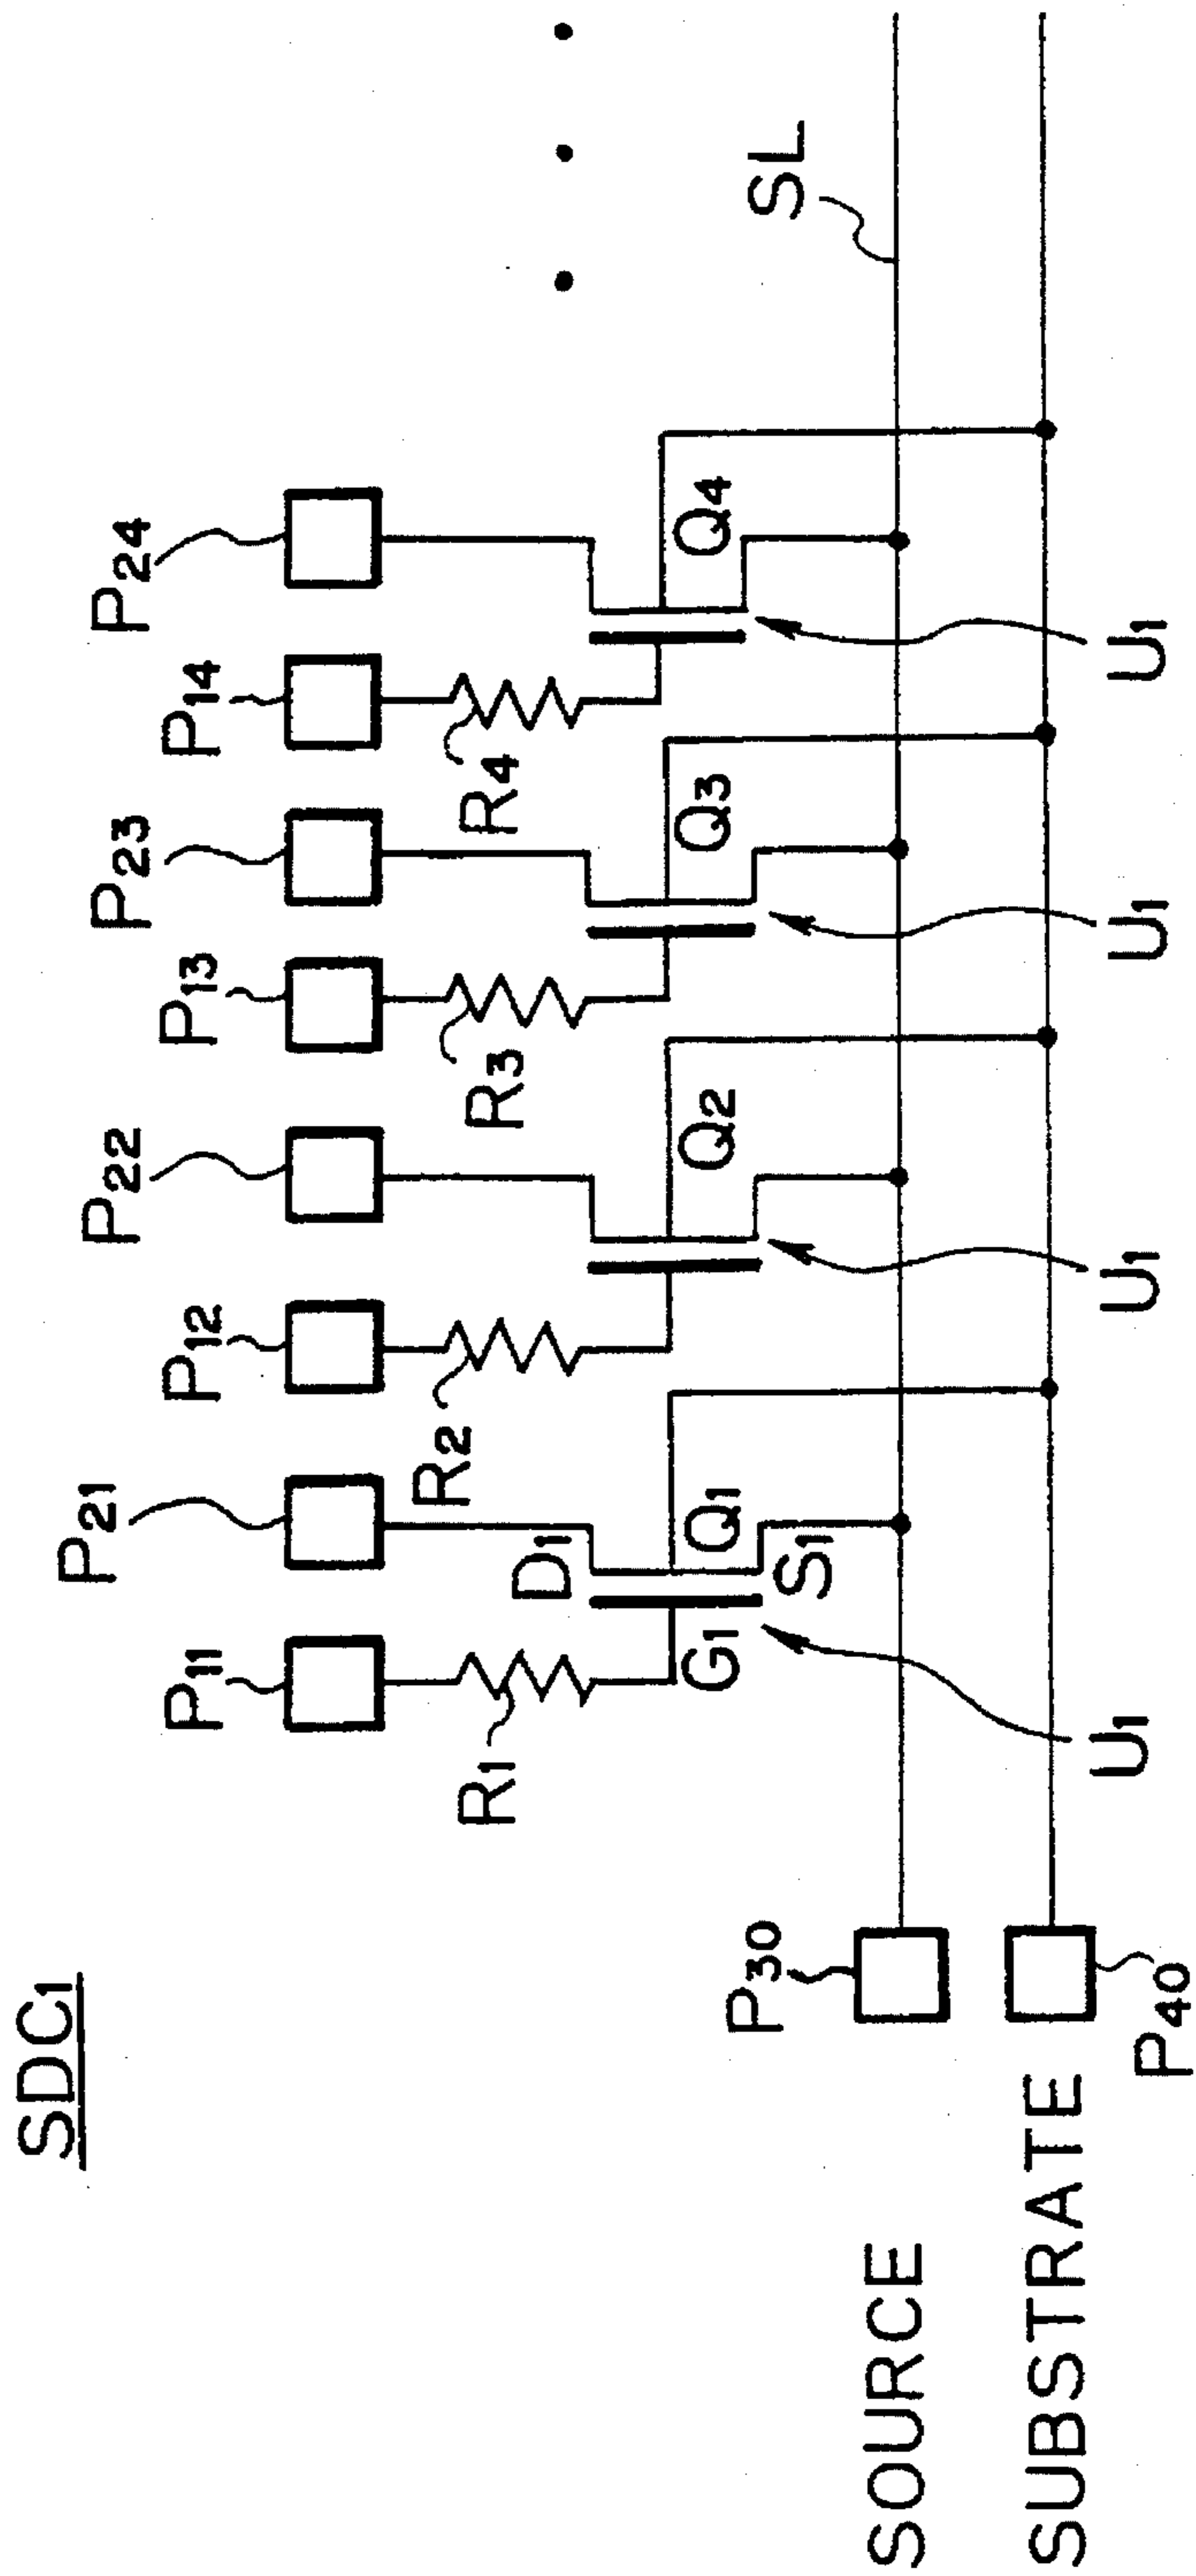 SDC1
P21 P22 P23 P24
P11 P12 P13 P14
R1 R2 R3 R4
D1
G1 Q1 Q2 Q3 Q4
S1
SL
P30
SOURCE
U1 U1 U1 U1
SUBSTRATE
P40